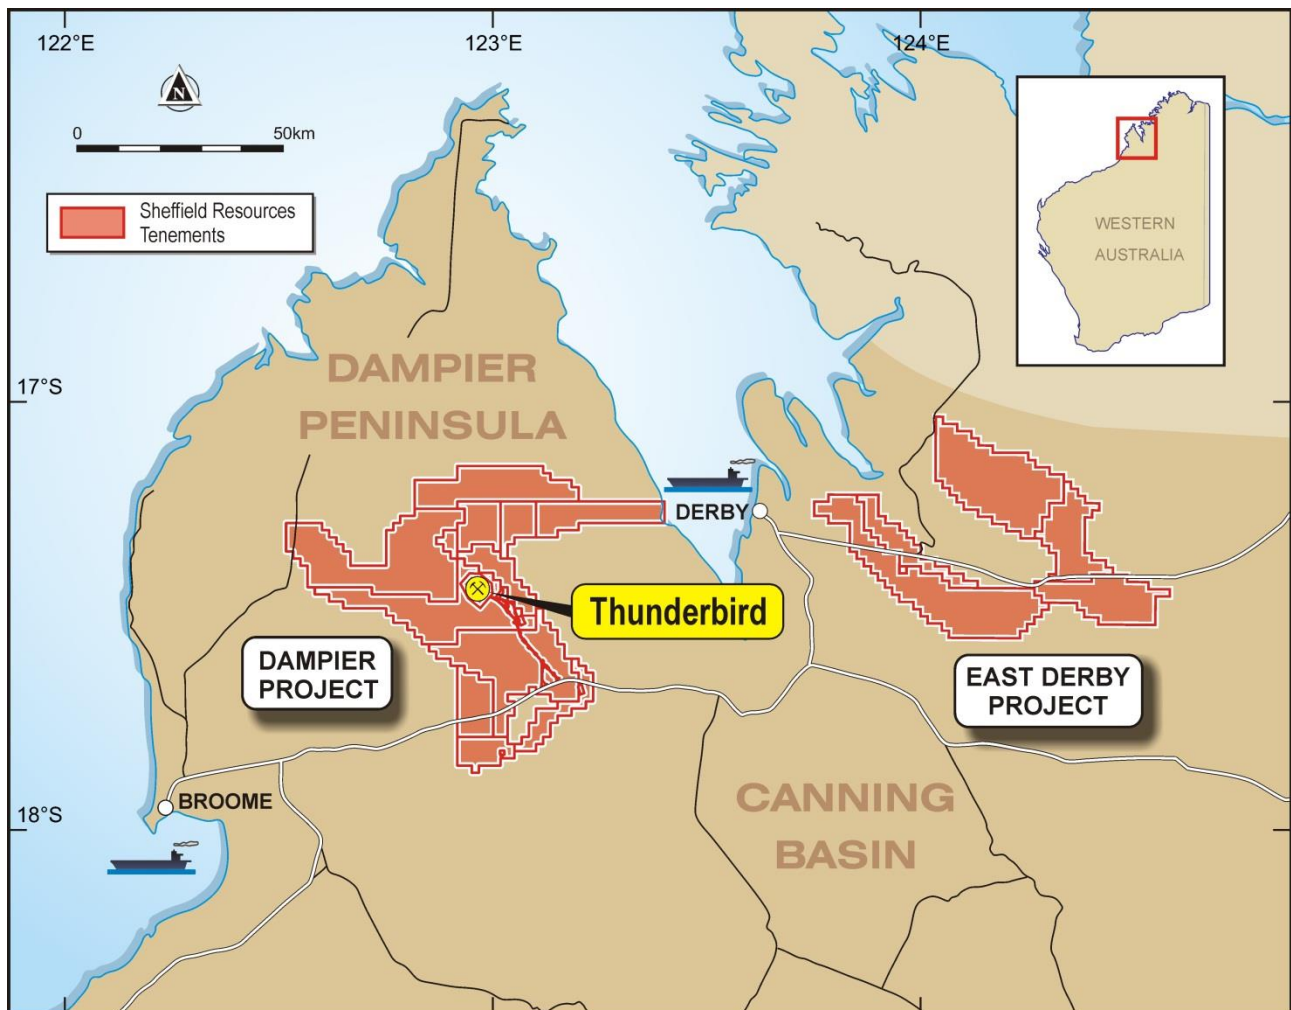 122°E
123°E
124°E
N
0
50km
Sheffield Resources
Tenements
WESTERN
AUSTRALIA
DAMPIER
PENINSULA
17°S
DERBY
Thunderbird
DAMPIER
PROJECT
EAST DERBY
PROJECT
CANNING
BASIN
BROOME
18°S